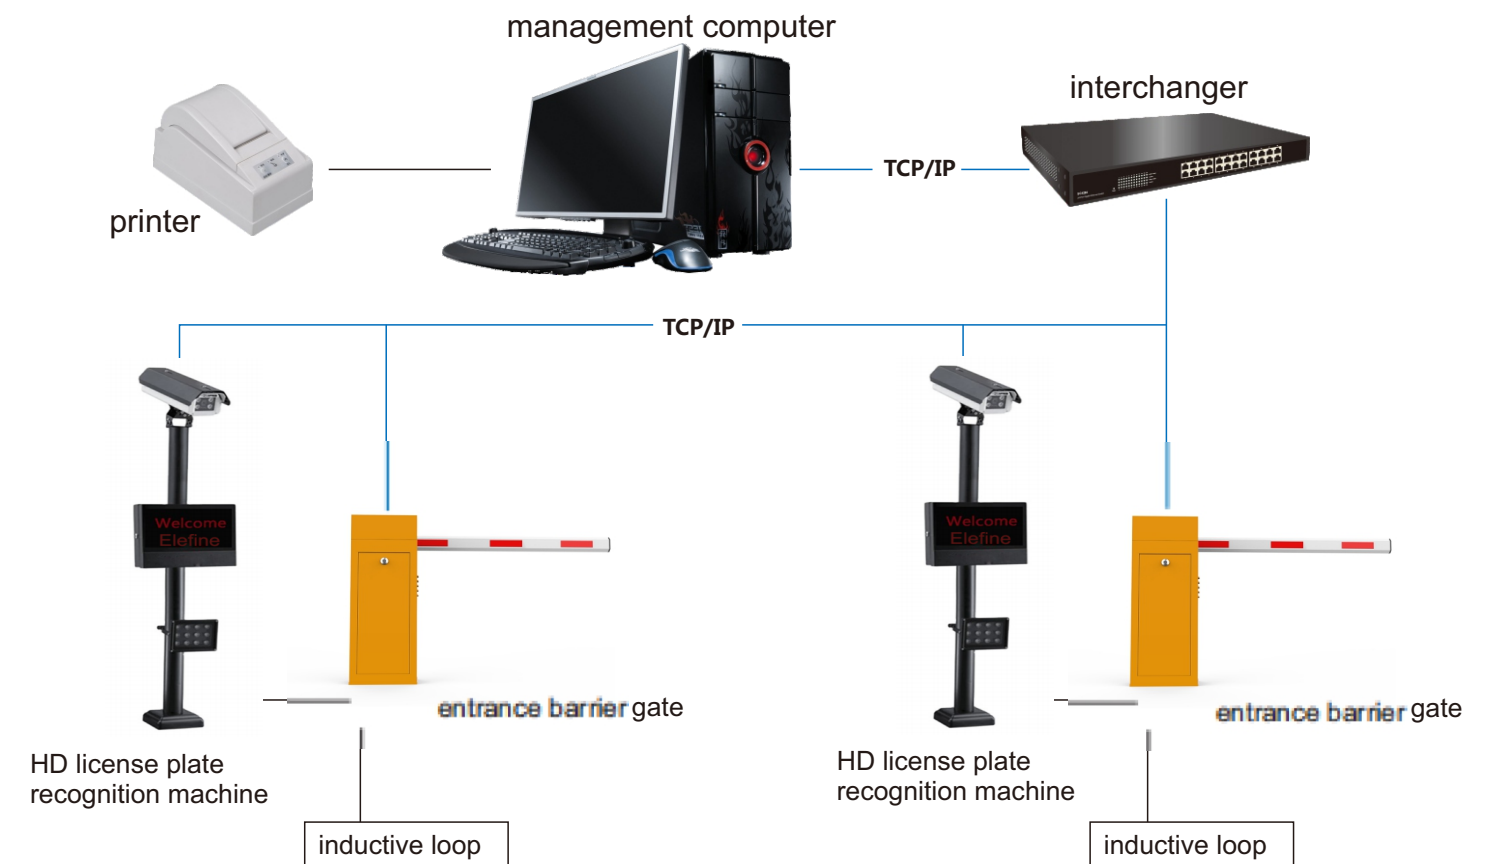 management computer
interchanger
TCP/IP
printer
TCP/IP
Welcome
Elefine
Welcome
Elefine
entrance barrier gate
entrance barrier gate
HD license plate
recognition machine
HD license plate
recognition machine
inductive loop
inductive loop